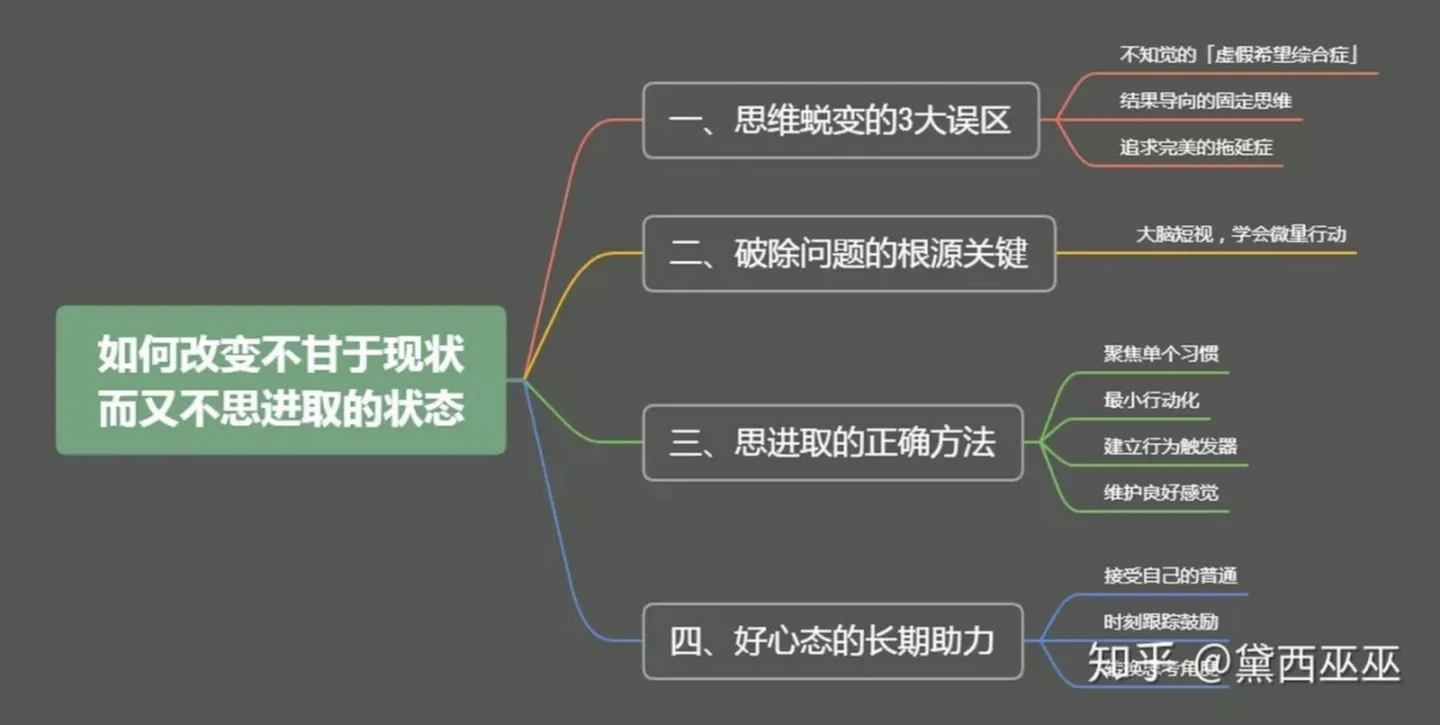 如何改变不甘于现状
而又不思进取的状态
一、思维蜕变的3大误区
不知觉的「虚假希望综合症」
结果导向的固定思维
追求完美的拖延症
二、破除问题的根源关键
大脑短视，学会微量行动
三、思进取的正确方法
聚焦单个习惯
最小行动化
建立行为触发器
维护良好感觉
四、好心态的长期助力
接受自己的普通
时刻跟踪鼓励
思考角度
知乎 @黛西巫巫